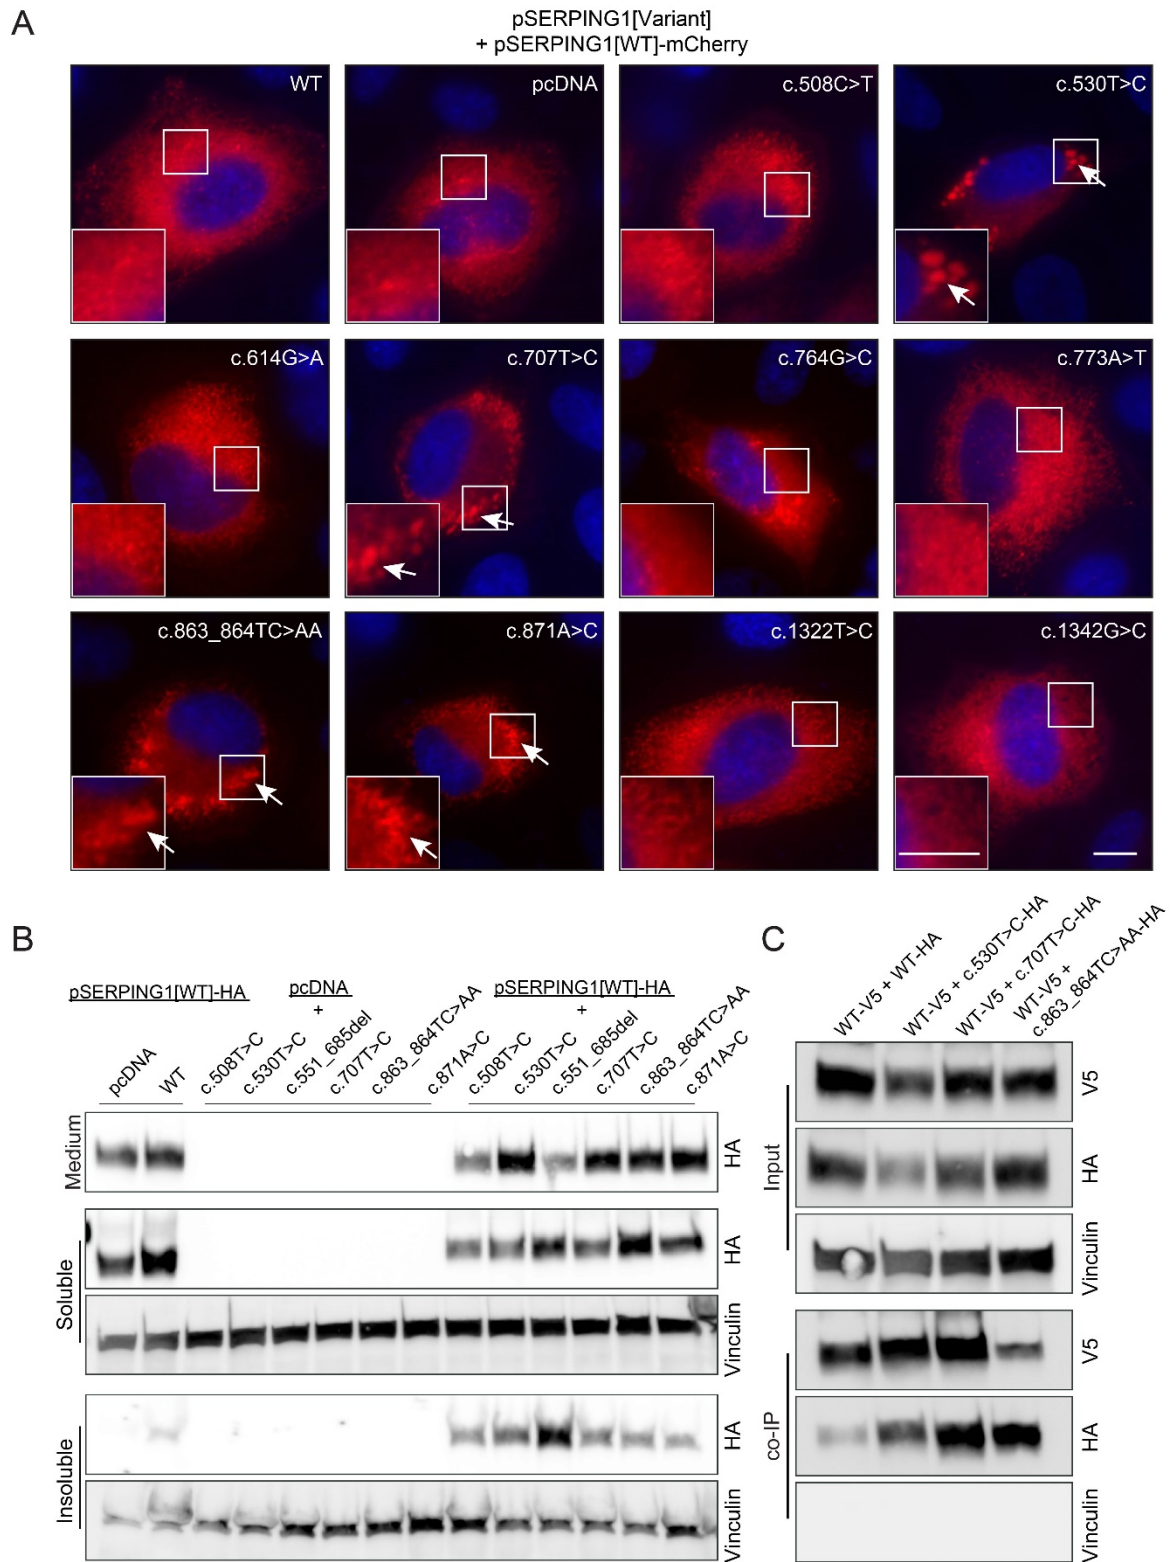 A
pSERPING1[Variant]
+ pSERPING1[WT]-mCherry
WT
pcDNA
c.508C>T
c.530T>C
c.614G>A
c.707T>C
c.764G>C
c.773A>T
c.863_864TC>AA
c.871A>C
c.1322T>C
c.1342G>C
B
pSERPING1[WT]-HA
pcDNA
+
pSERPING1[WT]-HA
+
pcDNA
WT
c.508T>C
c.530T>C
c.551_685del
c.707T>C
c.863_864TC>AA
c.871A>C
c.508T>C
c.530T>C
c.551_685del
c.707T>C
c.863_864TC>AA
c.871A>C
Medium
HA
Soluble
HA
Vinculin
Insoluble
HA
Vinculin
C
WT-V5 + WT-HA
WT-V5 + c.530T>C-HA
WT-V5 + c.707T>C-HA
WT-V5 +
c.863_864TC>AA-HA
Input
V5
HA
Vinculin
co-IP
V5
HA
Vinculin